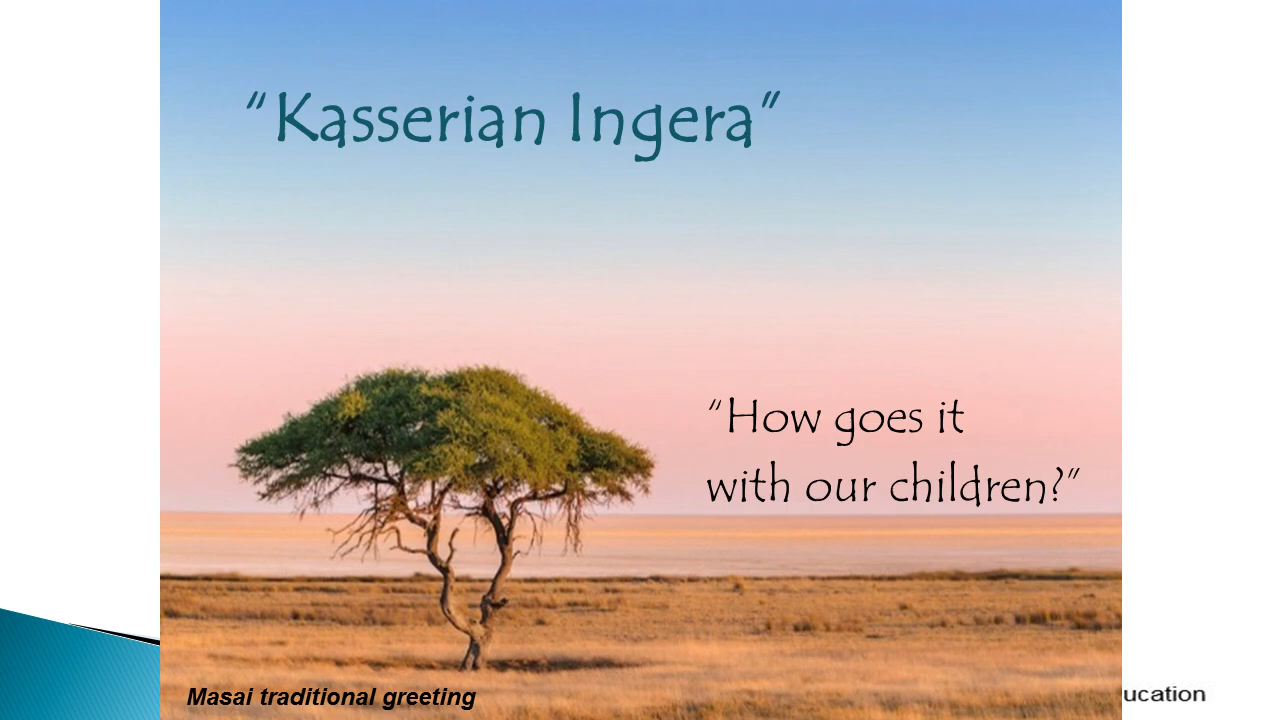 “Kasserian Ingera”
“How goes it
with our children?”
Masai traditional greeting
ucation